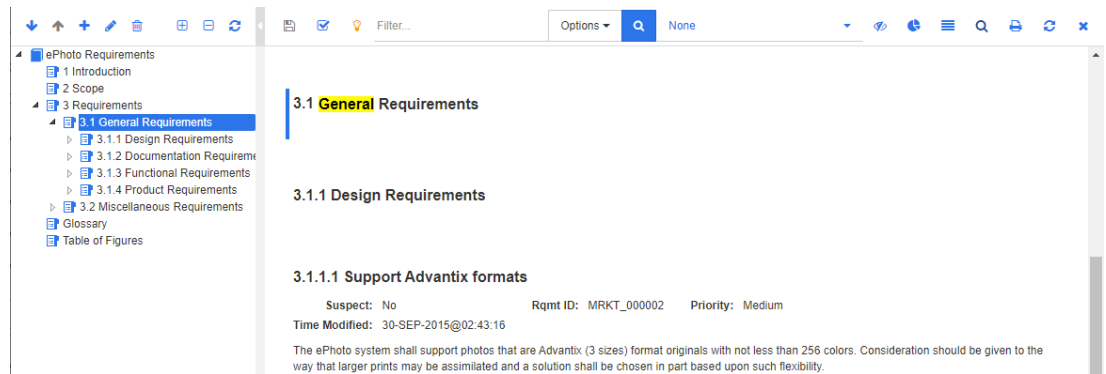 Filter...
Options
None
ePhoto Requirements
1 Introduction
2 Scope
3 Requirements
3.1 General Requirements
3.1.1 Design Requirements
3.1.2 Documentation Requireme
3.1.3 Functional Requirements
3.1.4 Product Requirements
3.2 Miscellaneous Requirements
Glossary
Table of Figures
3.1 General Requirements
3.1.1 Design Requirements
3.1.1.1 Support Advantix formats
Suspect: No Rqmt ID: MRKT_000002 Priority: Medium
Time Modified: 30-SEP-2015@02:43:16
The ePhoto system shall support photos that are Advantix (3 sizes) format originals with not less than 256 colors. Consideration should be given to the
way that larger prints may be assimilated and a solution shall be chosen in part based upon such flexibility.